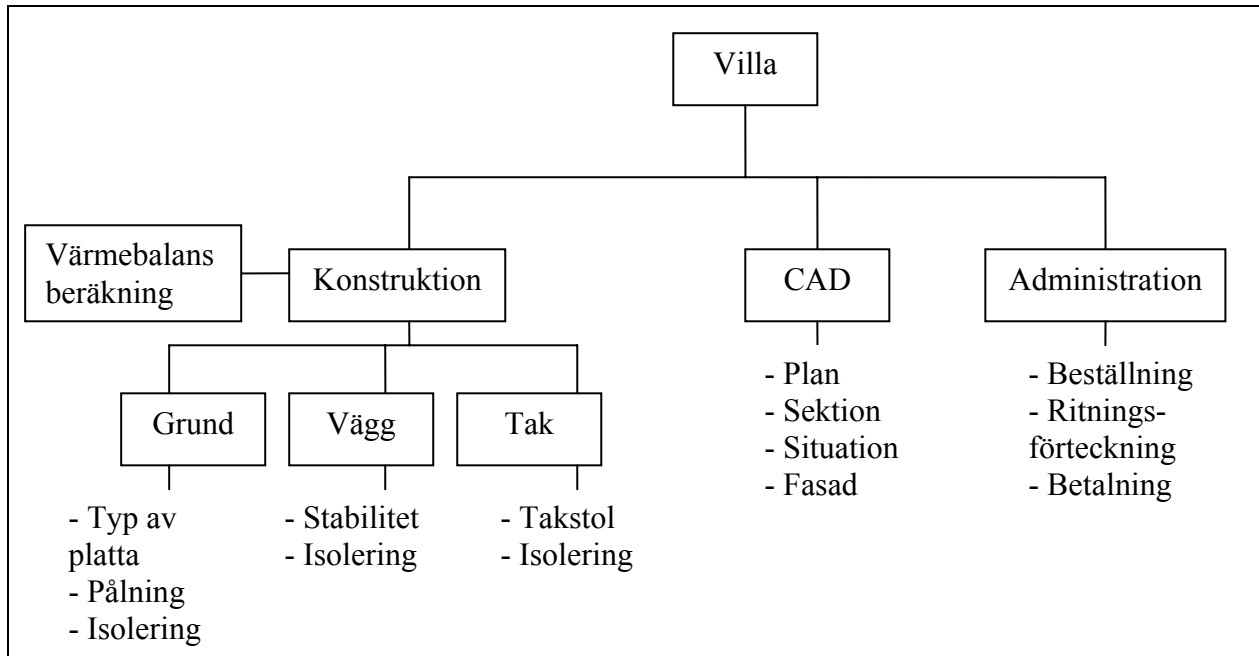 Villa
Värmebalans
beräkning
Konstruktion
CAD
Administration
Grund
Vägg
Tak
- Typ av
platta
- Pålning
- Isolering
- Stabilitet
- Isolering
- Takstol
- Isolering
- Plan
- Sektion
- Situation
- Fasad
- Beställning
- Ritnings-
förteckning
- Betalning